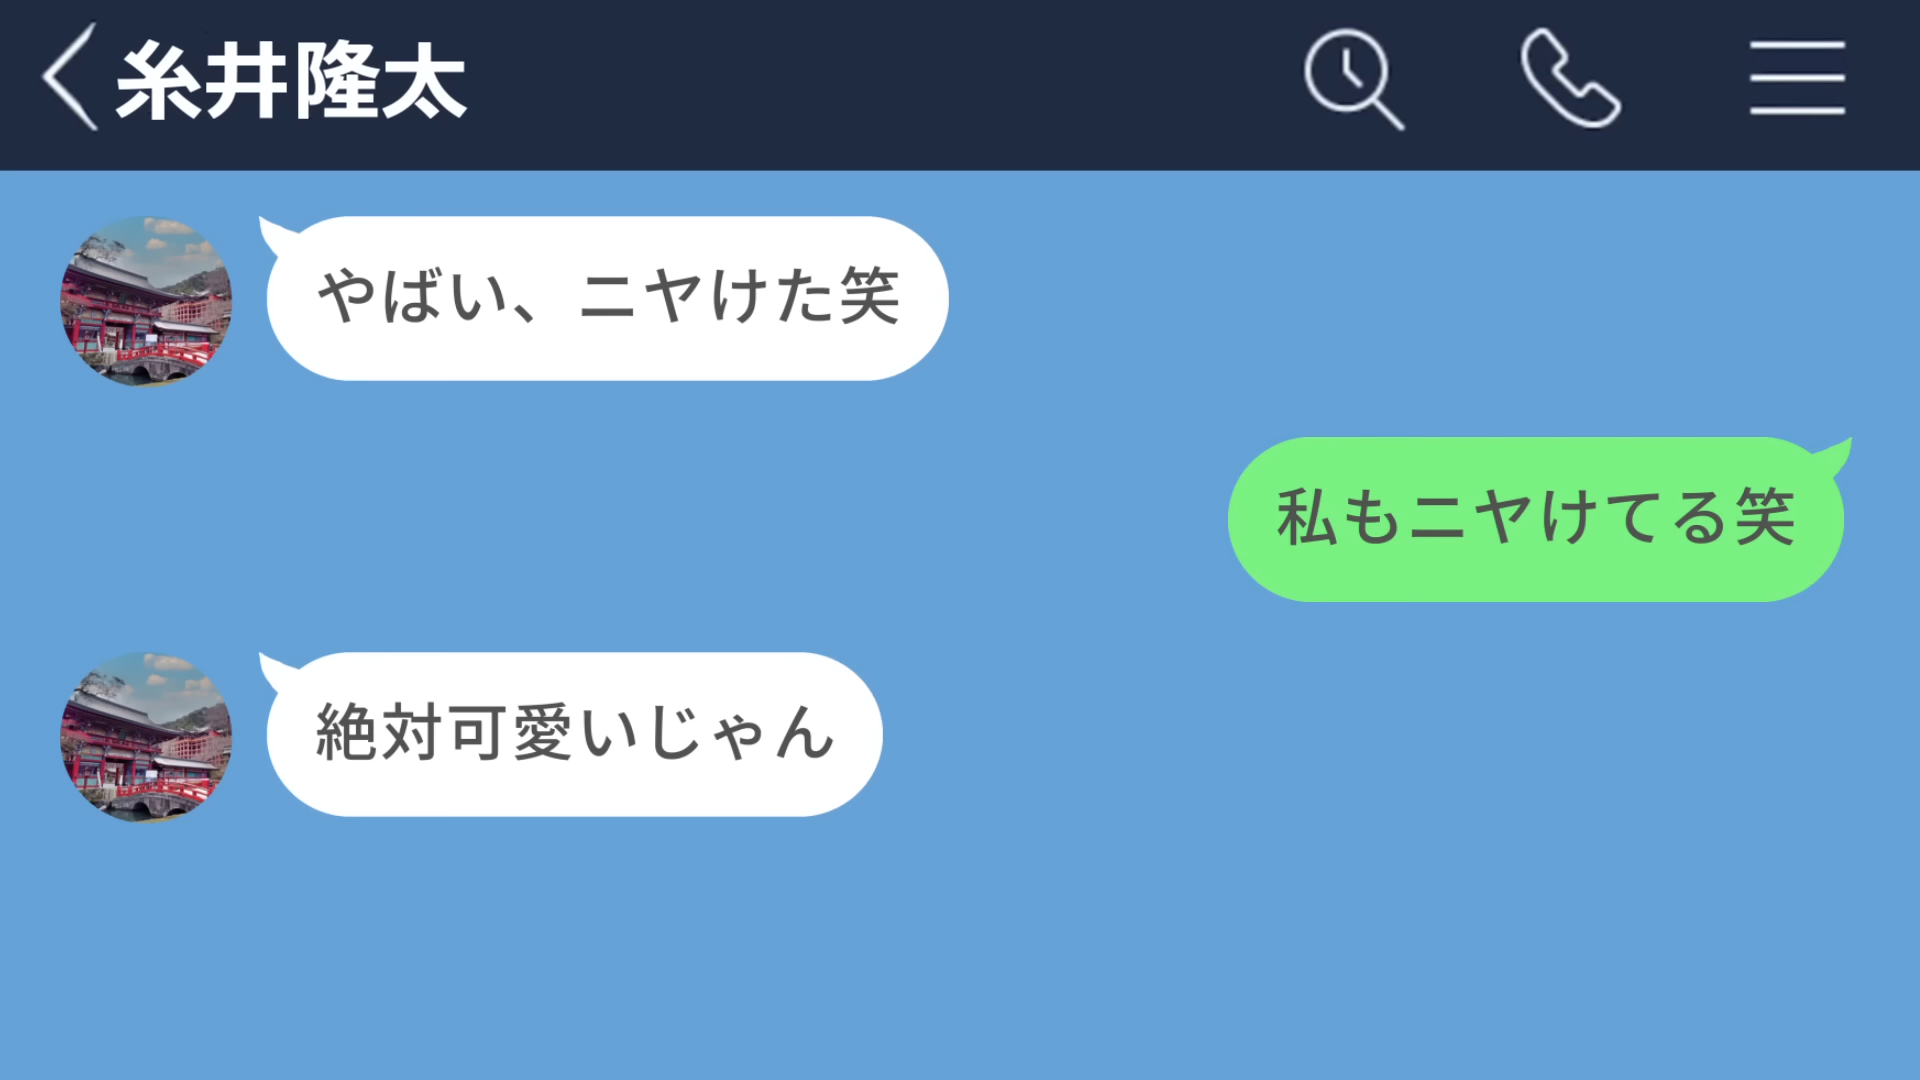 糸井隆太
やばい、ニヤけた笑
私もニヤけてる笑
絶対可愛いじゃん